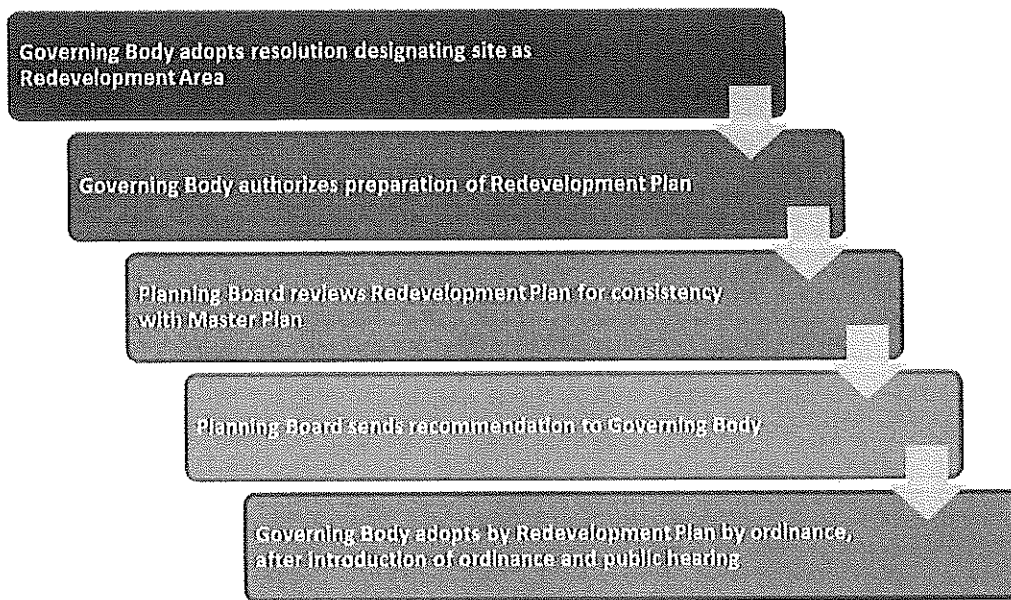 Governing Body adopts resolution designating site as
Redevelopment Area
Governing Body authorizes preparation of Redevelopment Plan
Planning Board reviews Redevelopment Plan for consistency
with Master Plan
Planning Board sends recommendation to Governing Body
Governing Body adopts by Redevelopment Plan by ordinance,
after introduction of ordinance and public hearing